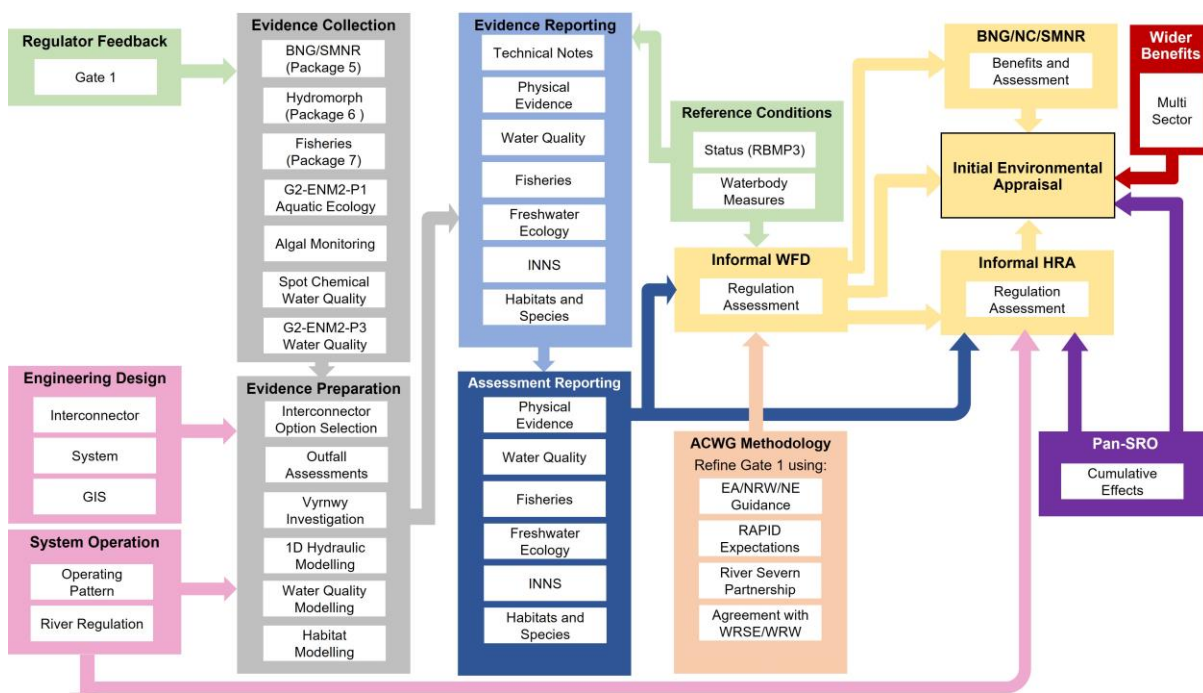 Regulator Feedback
Gate 1
Evidence Collection
BNG/SMNR
(Package 5)
Hydromorph
(Package 6 )
Fisheries
(Package 7)
G2-ENM2-P1
Aquatic Ecology
Algal Monitoring
Spot Chemical
Water Quality
G2-ENM2-P3
Water Quality
Engineering Design
Interconnector
System
GIS
System Operation
Operating
Pattern
River Regulation
Evidence Preparation
Interconnector
Option Selection
Outfall
Assessments
Vyrnwy
Investigation
1D Hydraulic
Modelling
Water Quality
Modelling
Habitat
Modelling
Evidence Reporting
Technical Notes
Physical
Evidence
Water Quality
Fisheries
Freshwater
Ecology
INNS
Habitats and
Species
Assessment Reporting
Physical
Evidence
Water Quality
Fisheries
Freshwater
Ecology
INNS
Habitats and
Species
Reference Conditions
Status (RBMP3)
Waterbody
Measures
Informal WFD
Regulation
Assessment
ACWG Methodology
Refine Gate 1 using:
EA/NRW/NE
Guidance
RAPID
Expectations
River Severn
Partnership
Agreement with
WRSE/WRW
BNG/NC/SMNR
Benefits and
Assessment
Initial Environmental
Appraisal
Informal HRA
Regulation
Assessment
Wider
Benefits
Multi
Sector
Pan-SRO
Cumulative
Effects